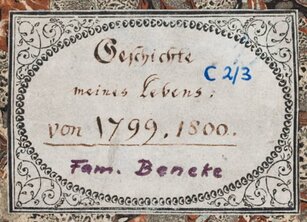 Geschichte
C 2/3
meines Lebens:
von 1799. 1800.
Fam. Beneke